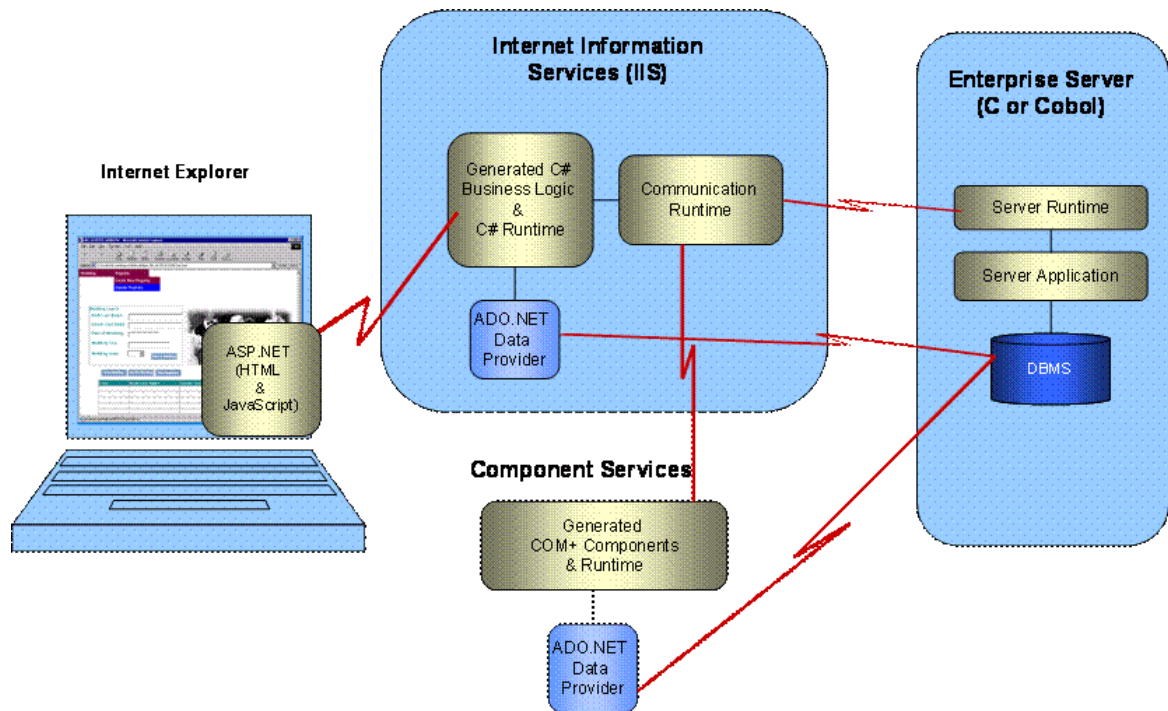 Internet Information
Services (IIS)
Enterprise Server
(C or Cobol)
Internet Explorer
Generated C#
Business Logic
&
C# Runtime
Communication
Runtime
Server Runtime
Server Application
ADO.NET
Data
Provider
DBMS
ASP.NET
(HTML
&
JavaScript)
Component Services
Generated
COM+ Components
& Runtime
ADO.NET
Data
Provider